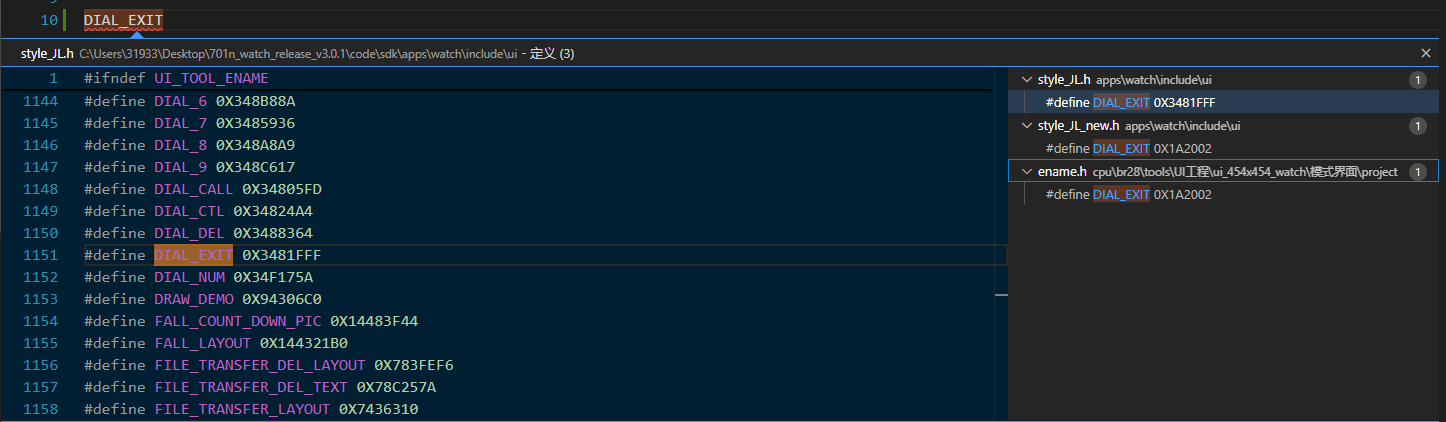 9
10 DIAL_EXIT
style_JL.h C:\Users\31933\Desktop\701n_watch_release_v3.0.1\code\sdk\apps\watch\include\ui - 定义 (3)
1 #ifndef UI_TOOL_ENAME
1144 #define DIAL_6 0X348B88A
1145 #define DIAL_7 0X3485936
1146 #define DIAL_8 0X348A8A9
1147 #define DIAL_9 0X348C617
1148 #define DIAL_CALL 0X34805FD
1149 #define DIAL_CTL 0X34824A4
1150 #define DIAL_DEL 0X3488364
1151 #define DIAL_EXIT 0X3481FFF
1152 #define DIAL_NUM 0X34F175A
1153 #define DRAW_DEMO 0X94306C0
1154 #define FALL_COUNT_DOWN_PIC 0X14483F44
1155 #define FALL_LAYOUT 0X144321B0
1156 #define FILE_TRANSFER_DEL_LAYOUT 0X783FEF6
1157 #define FILE_TRANSFER_DEL_TEXT 0X78C257A
1158 #define FILE_TRANSFER_LAYOUT 0X7436310
style_JL.h apps\watch\include\ui 1
#define DIAL_EXIT 0X3481FFF
style_JL_new.h apps\watch\include\ui 1
#define DIAL_EXIT 0X1A2002
ename.h cpu\br28\tools\UI工程\ui_454x454_watch\模式界面\project 1
#define DIAL_EXIT 0X1A2002